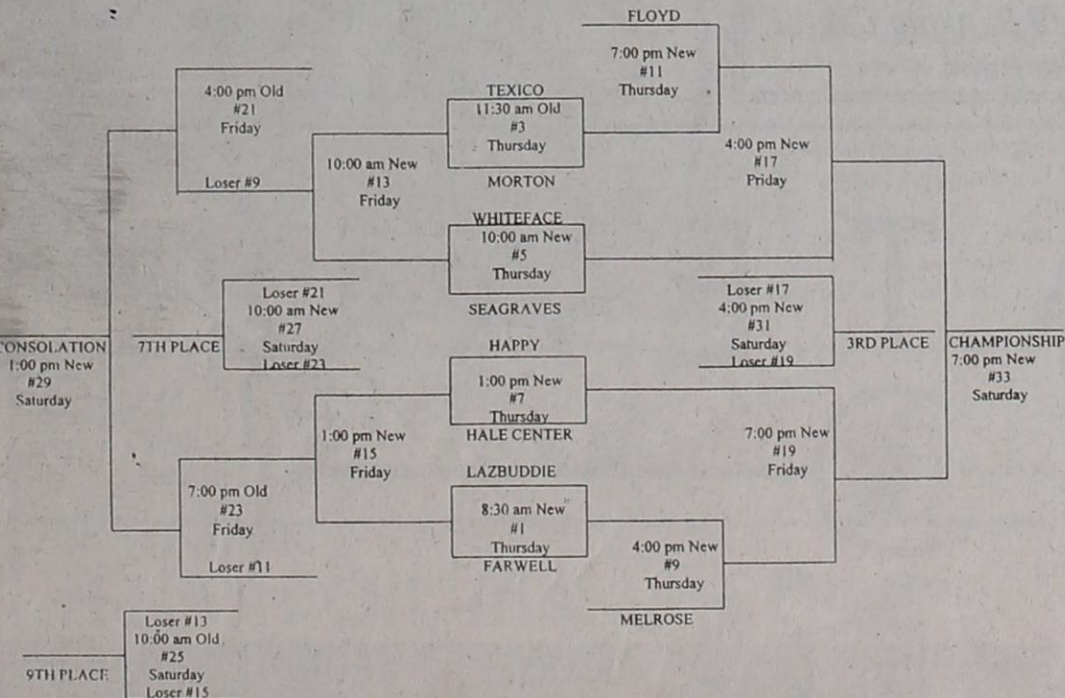 FLOYD
7:00 pm New
#11
Thursday
4:00 pm Old
#21
Friday
Loser #9
TEXICO
11:30 am Old
#3
Thursday
MORTON
10:00 am New
#13
Friday
4:00 pm New
#17
Friday
WHITEFACE
10:00 am New
#5
Thursday
SEAGRAVES
Loser #21
10:00 am New
#27
Saturday
Loser #23
7TH PLACE
Loser #17
4:00 pm New
#31
Saturday
Loser #19
3RD PLACE
CONSOLATION
1:00 pm New
#29
Saturday
CHAMPIONSHIP
7:00 pm New
#33
Saturday
HAPPY
1:00 pm New
#7
Thursday
HALE CENTER
1:00 pm New
#15
Friday
7:00 pm New
#19
Friday
LAZBUDDIE
8:30 am New
#1
Thursday
FARWELL
7:00 pm Old
#23
Friday
Loser #11
4:00 pm New
#9
Thursday
MELROSE
Loser #13
10:00 am Old
#25
Saturday
Loser #15
9TH PLACE